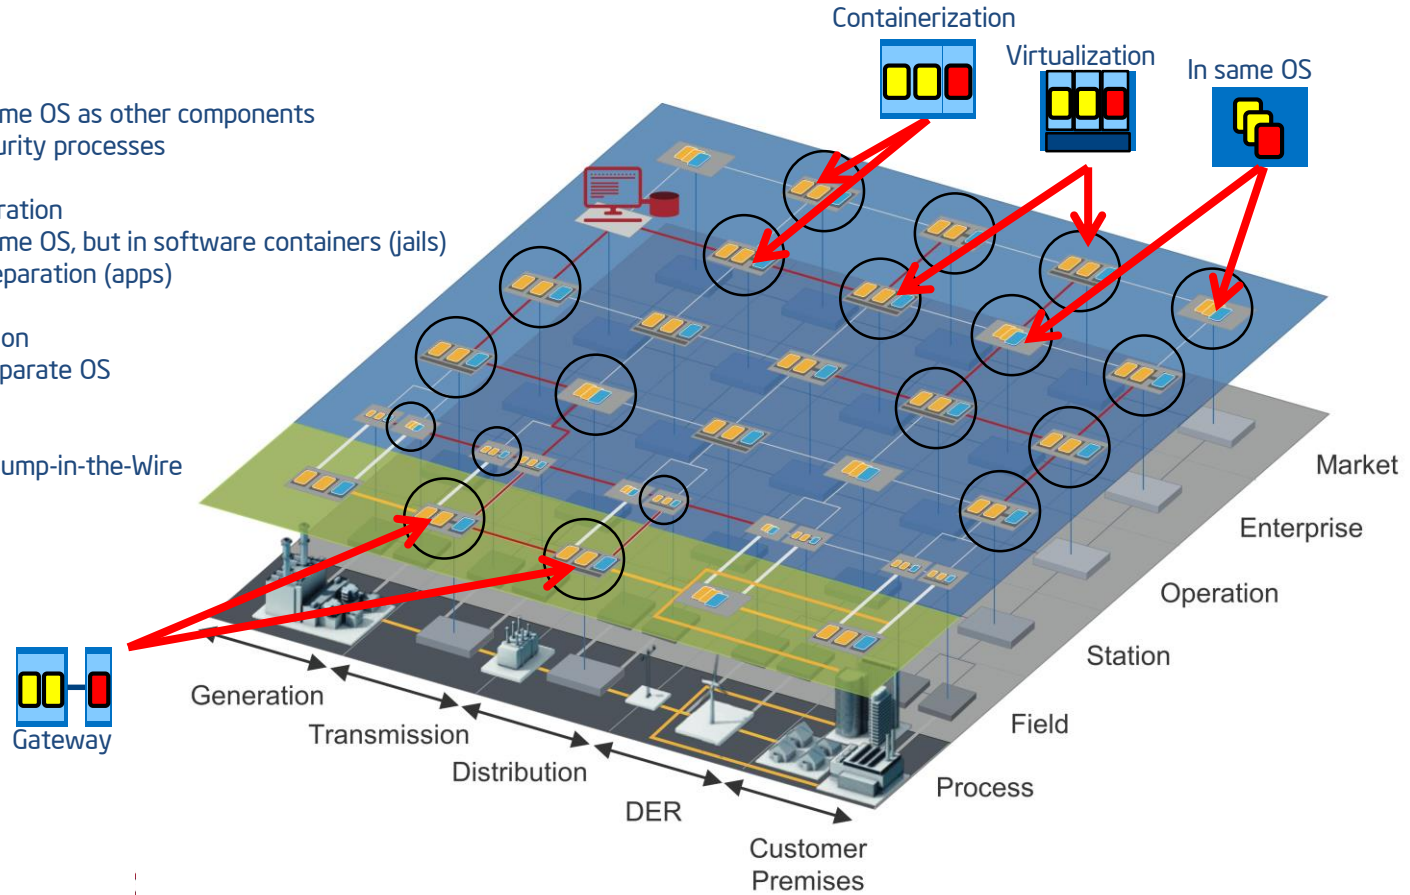 Containerization
Virtualization
In same OS
me OS as other components
urity processes
ration
me OS, but in software containers (jails)
eparation (apps)
on
parate OS
ump-in-the-Wire
Gateway
Generation
Transmission
Distribution
DER
Customer
Premises
Market
Enterprise
Operation
Station
Field
Process